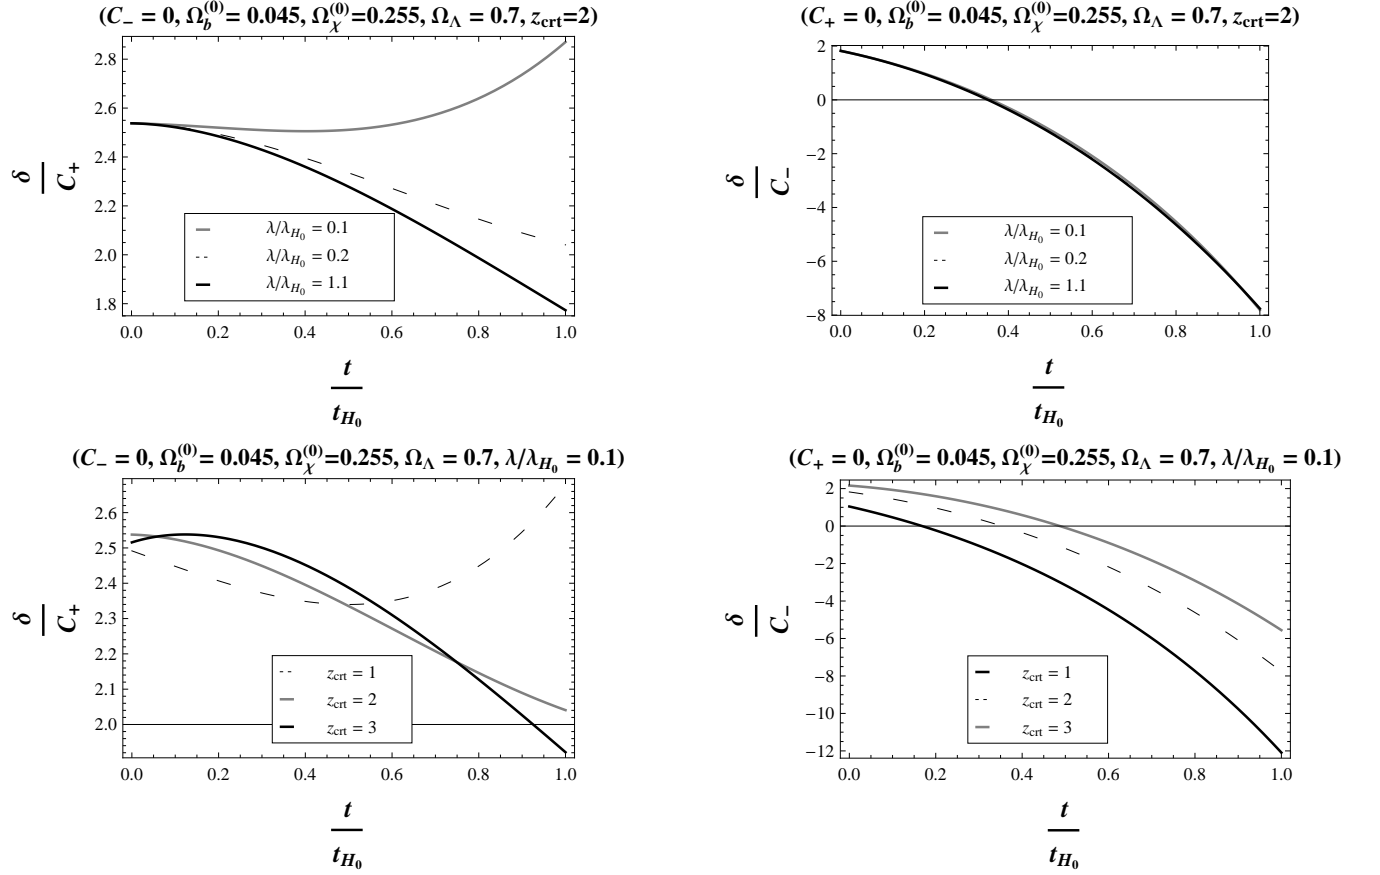 (C₋ = 0, Ω_b^(0)= 0.045, Ω_χ^(0)=0.255, Ω_Λ = 0.7, z_crt=2)
2.8
2.6
2.4
2.2
2.0
1.8
δ
C₊
λ/λ_H₀ = 0.1
λ/λ_H₀ = 0.2
λ/λ_H₀ = 1.1
0.0 0.2 0.4 0.6 0.8 1.0
t
t_H₀
(C₊ = 0, Ω_b^(0)= 0.045, Ω_χ^(0)=0.255, Ω_Λ = 0.7, z_crt=2)
2
0
−2
−4
−6
−8
δ
C₋
λ/λ_H₀ = 0.1
λ/λ_H₀ = 0.2
λ/λ_H₀ = 1.1
0.0 0.2 0.4 0.6 0.8 1.0
t
t_H₀
(C₋ = 0, Ω_b^(0)= 0.045, Ω_χ^(0)=0.255, Ω_Λ = 0.7, λ/λ_H₀ = 0.1)
2.6
2.5
2.4
2.3
2.2
2.1
2.0
δ
C₊
z_crt = 1
z_crt = 2
z_crt = 3
0.0 0.2 0.4 0.6 0.8 1.0
t
t_H₀
(C₊ = 0, Ω_b^(0)= 0.045, Ω_χ^(0)=0.255, Ω_Λ = 0.7, λ/λ_H₀ = 0.1)
2
0
−2
−4
−6
−8
−10
−12
δ
C₋
z_crt = 1
z_crt = 2
z_crt = 3
0.0 0.2 0.4 0.6 0.8 1.0
t
t_H₀